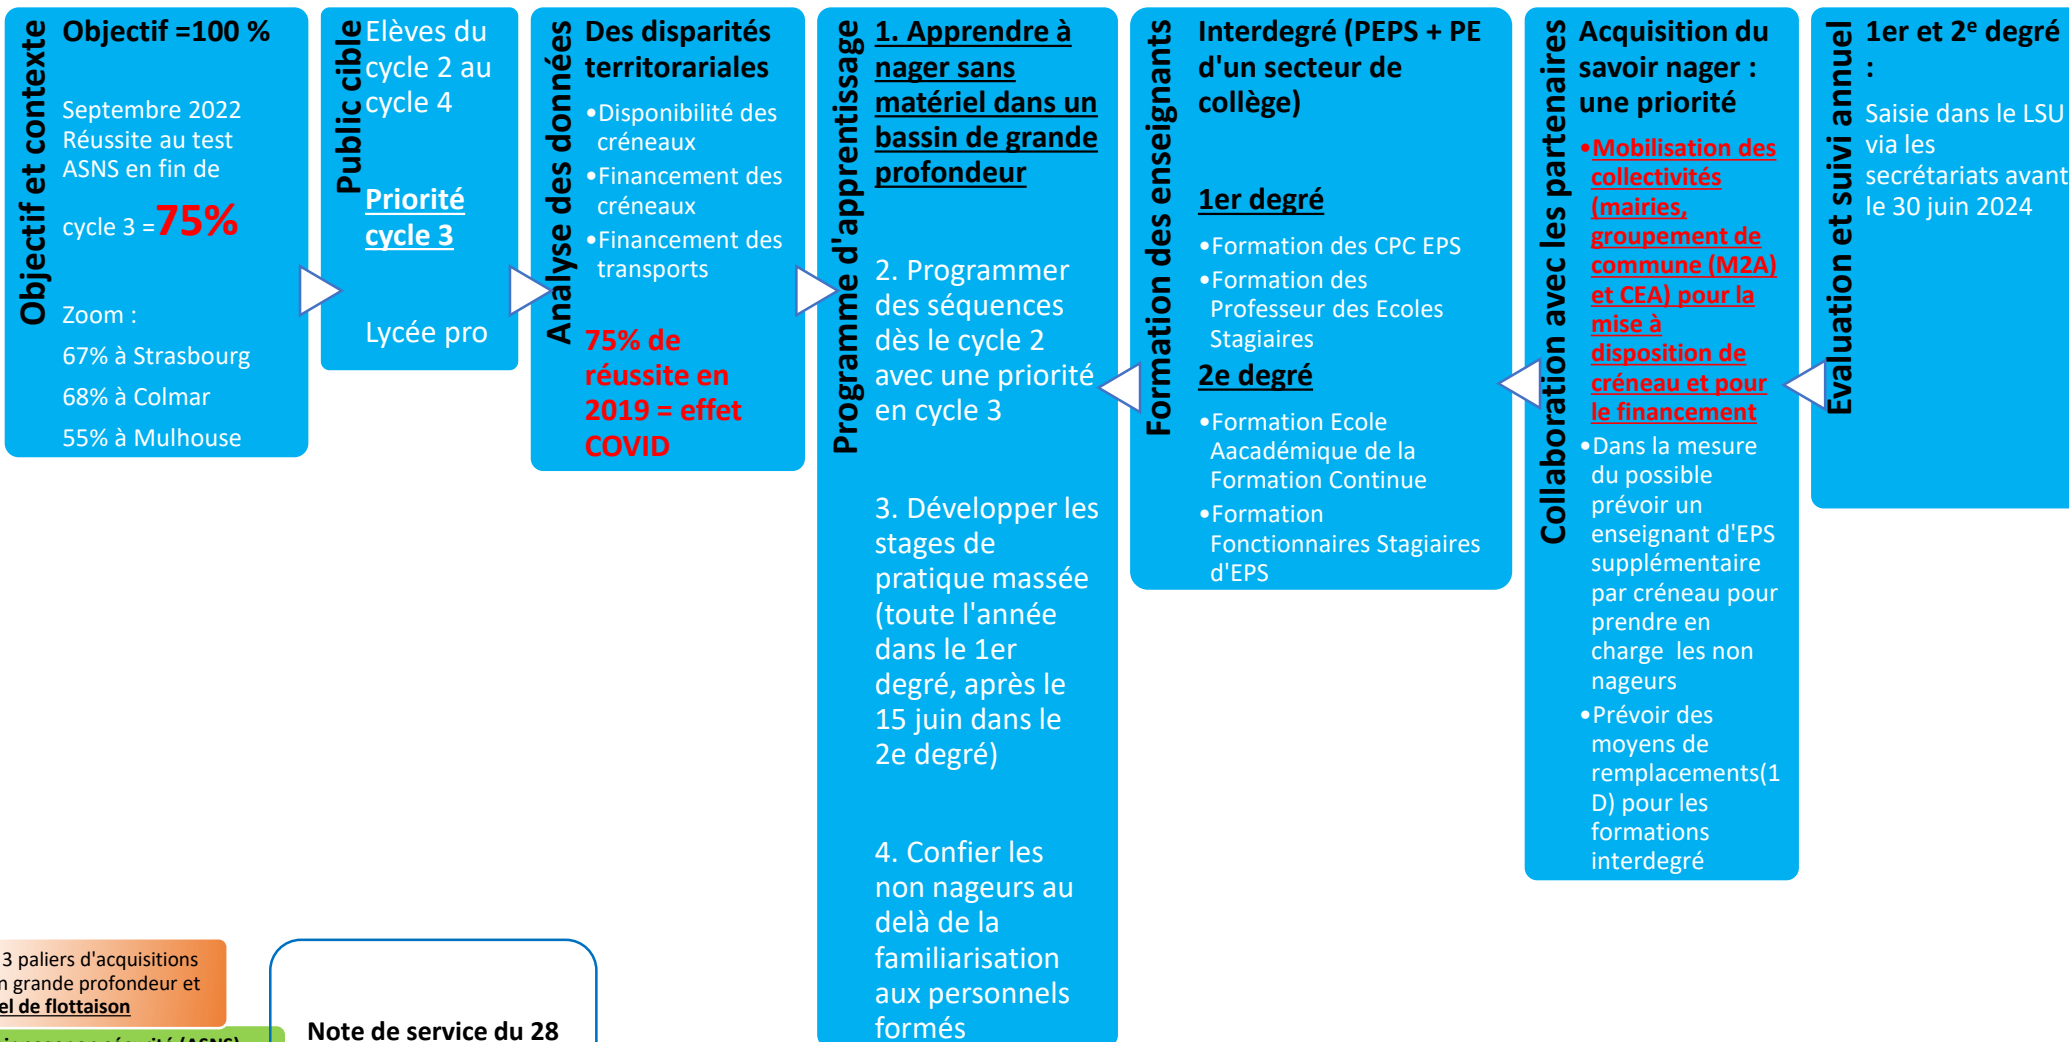 Objectif et contexte
Objectif =100 %
Septembre 2022
Réussite au test
ASNS en fin de
cycle 3 =75%
Zoom :
67% à Strasbourg
68% à Colmar
55% à Mulhouse
Public cible
Elèves du
cycle 2 au
cycle 4
Priorité
cycle 3
Lycée pro
Analyse des données
Des disparités
territorariales
•Disponibilité des
créneaux
•Financement des
créneaux
•Financement des
transports
75% de
réussite en
2019 = effet
COVID
Programme d'apprentissage
1. Apprendre à
nager sans
matériel dans un
bassin de grande
profondeur
2. Programmer
des séquences
dès le cycle 2
avec une priorité
en cycle 3
3. Développer les
stages de
pratique massée
(toute l'année
dans le 1er
degré, après le
15 juin dans le
2e degré)
4. Confier les
non nageurs au
delà de la
familiarisation
aux personnels
formés
Formation des enseignants
Interdegré (PEPS + PE
d'un secteur de
collège)
1er degré
•Formation des CPC EPS
•Formation des
Professeur des Ecoles
Stagiaires
2e degré
•Formation Ecole
Aacadémique de la
Formation Continue
•Formation
Fonctionnaires Stagiaires
d'EPS
Collaboration avec les partenaires
Acquisition du
savoir nager :
une priorité
•Mobilisation des
collectivités
(mairies,
groupement de
commune (M2A)
et CEA) pour la
mise à
disposition de
créneau et pour
le financement
•Dans la mesure
du possible
prévoir un
enseignant d'EPS
supplémentaire
par créneau pour
prendre en
charge les non
nageurs
•Prévoir des
moyens de
remplacements(1
D) pour les
formations
interdegré
Evaluation et suivi annuel
1er et 2e degré
:
Saisie dans le LSU
via les
secrétariats avant
le 30 juin 2024
3 paliers d'acquisitions
n grande profondeur et
el de flottaison
(ASNS)
Note de service du 28